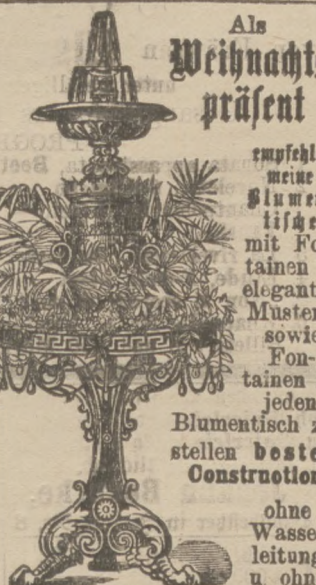 Als
Weihnachts
präsent
empfehl
meine
Blumen
tische
mit Fo
tainen
elegant
Muster
sowie
Fon-
tainen
jeden
Blumentisch z
stellen beste
Construction
ohne
Wasse
leitung
u ohn